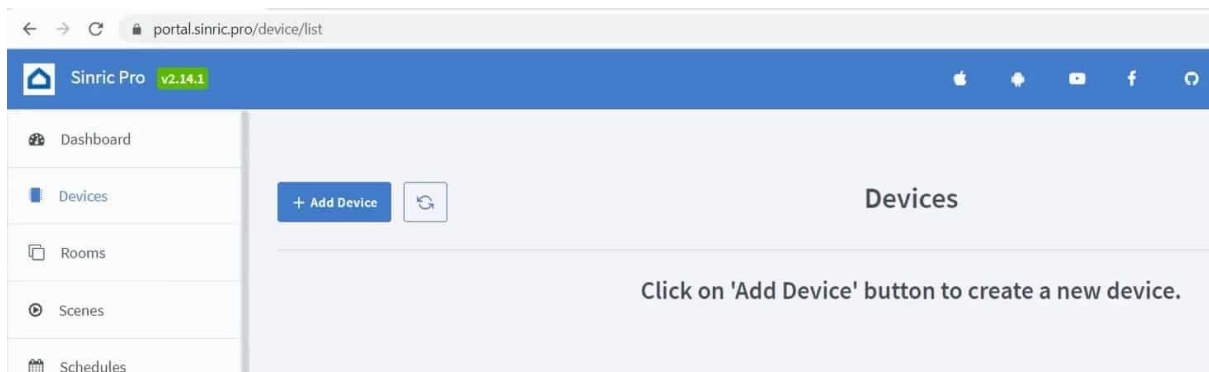 portal.sinric.pro/device/list
Sinric Pro v2.14.1
Dashboard
Devices
Rooms
Scenes
Schedules
+ Add Device
Devices
Click on 'Add Device' button to create a new device.